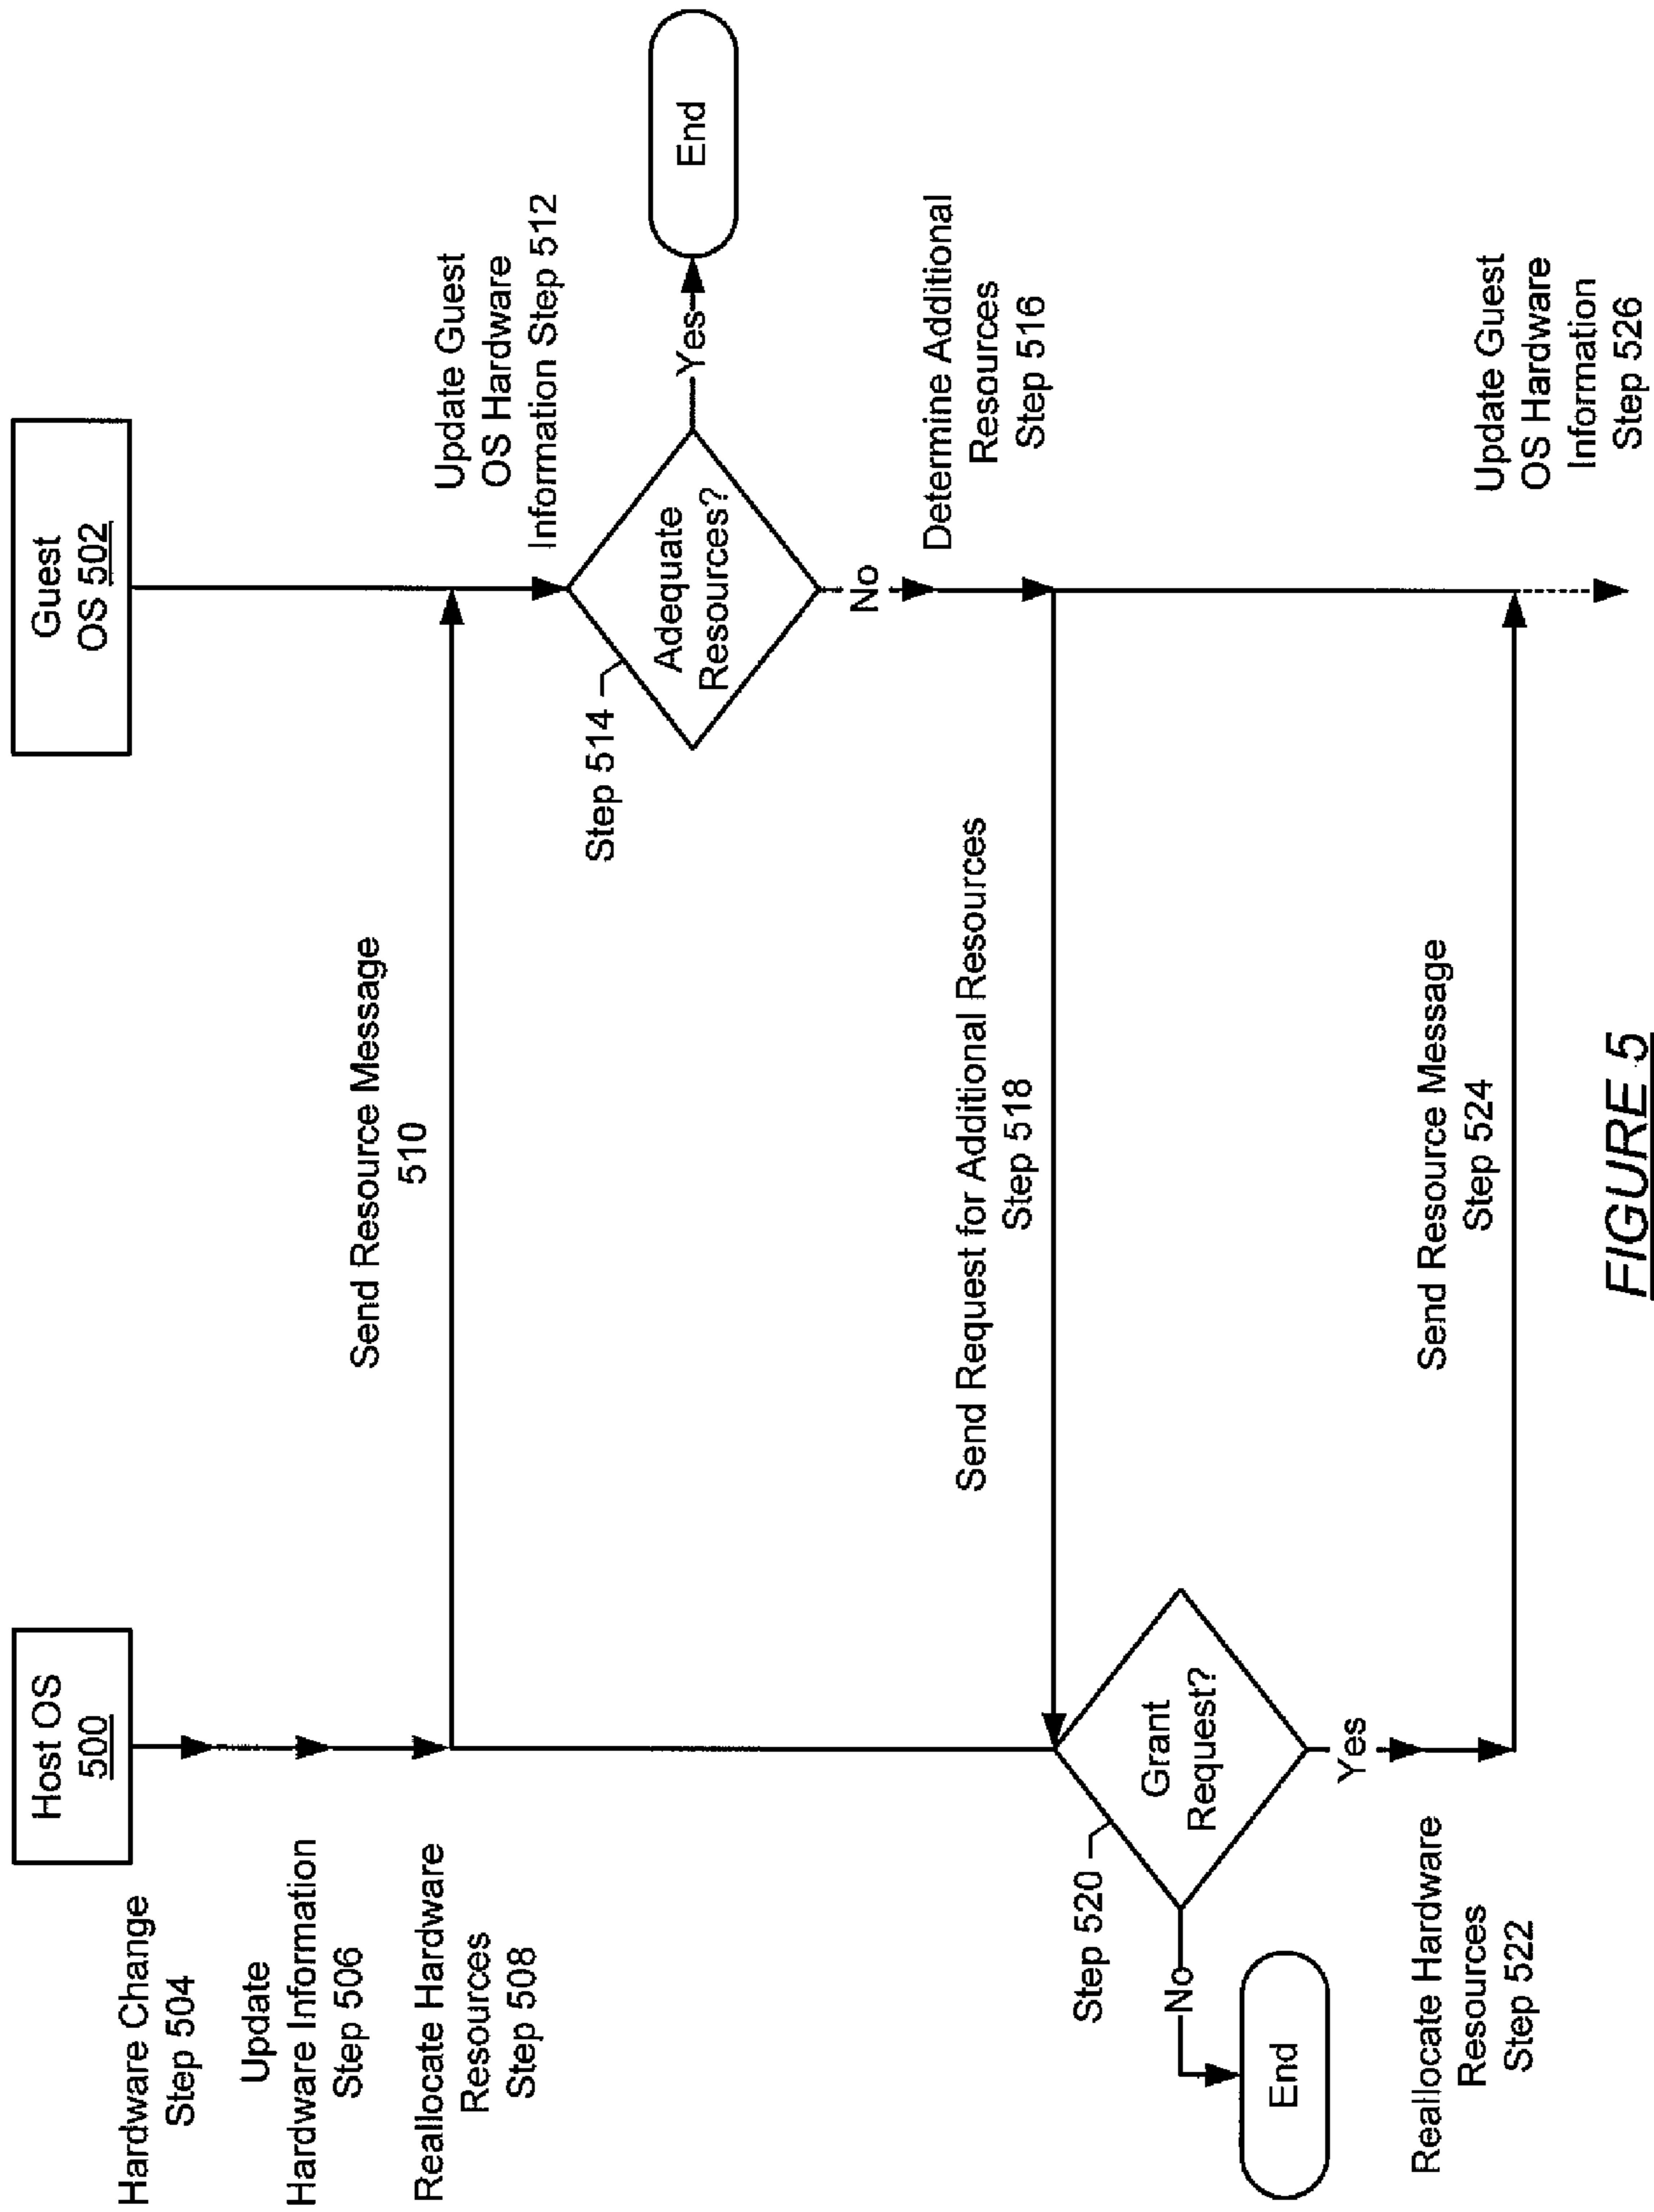 Host OS
500
Guest
OS 502
Hardware Change
Step 504
Update
Hardware Information
Step 506
Reallocate Hardware
Resources
Step 508
Send Resource Message
510
Update Guest
OS Hardware
Information Step 512
Step 514
Adequate
Resources?
Yes
End
No
Determine Additional
Resources
Step 516
Send Request for Additional Resources
Step 518
Step 520
Grant
Request?
No
End
Yes
Reallocate Hardware
Resources
Step 522
Send Resource Message
Step 524
Update Guest
OS Hardware
Information
Step 526
FIGURE 5